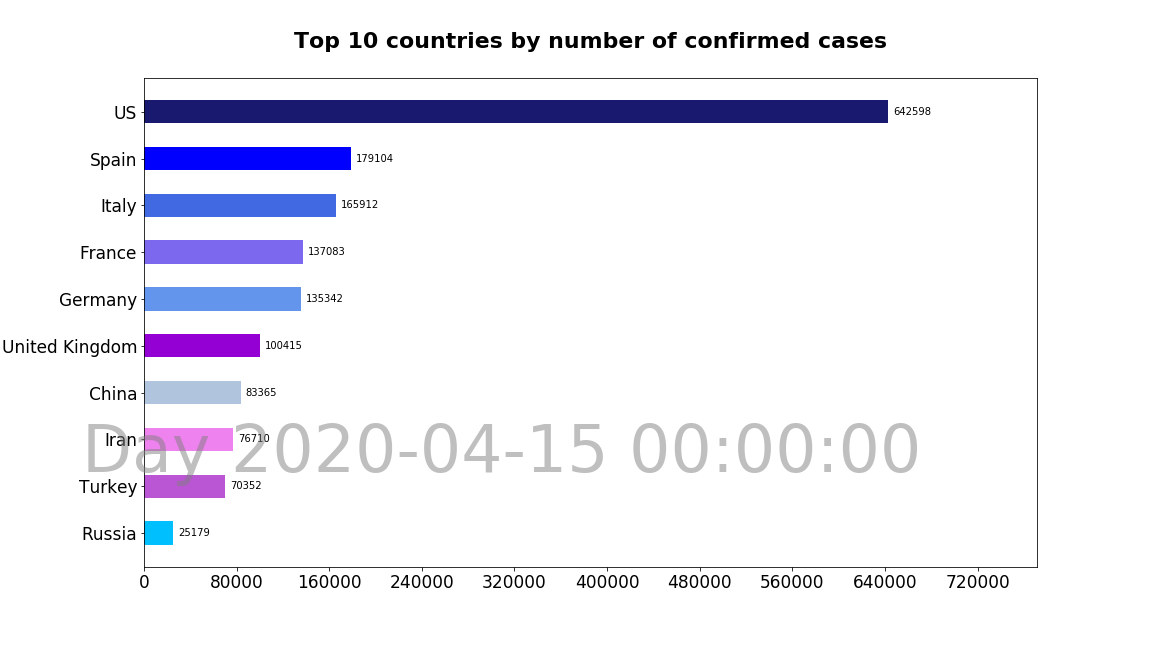 Top 10 countries by number of confirmed cases
US 642598
Spain 179104
Italy 165912
France 137083
Germany 135342
United Kingdom 100415
China 83365
Iran 76710
Day 2020-04-15 00:00:00
Turkey 70352
Russia 25179
0 80000 160000 240000 320000 400000 480000 560000 640000 720000